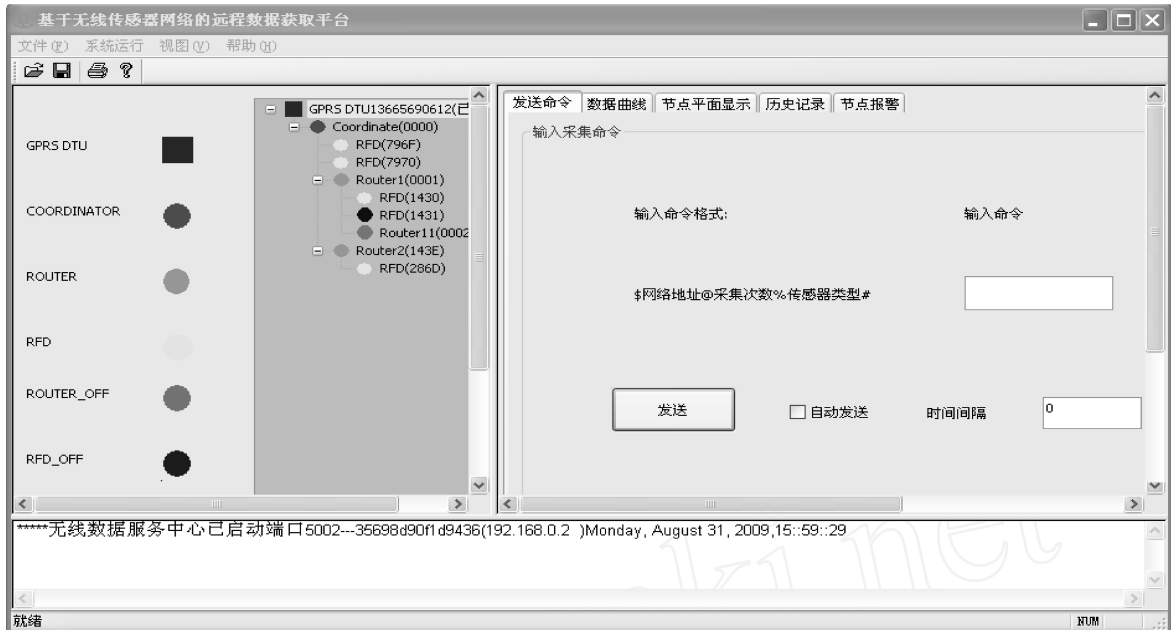 基于无线传感器网络的远程数据获取平台
文件(F) 系统运行 视图(V) 帮助(H)
GPRS DTU
COORDINATOR
ROUTER
RFD
ROUTER_OFF
RFD_OFF
GPRS DTU13665690612(已
Coordinate(0000)
RFD(796F)
RFD(7970)
Router1(0001)
RFD(1430)
RFD(1431)
Router11(0002
Router2(143E)
RFD(286D)
发送命令 数据曲线 节点平面显示 历史记录 节点报警
输入采集命令
输入命令格式: 输入命令
$网络地址@采集次数%传感器类型#
发送 自动发送 时间间隔 0
*****无线数据服务中心已启动端口5002---35698d90f1d9436(192.168.0.2 )Monday, August 31, 2009,15::59::29
就绪 NUM